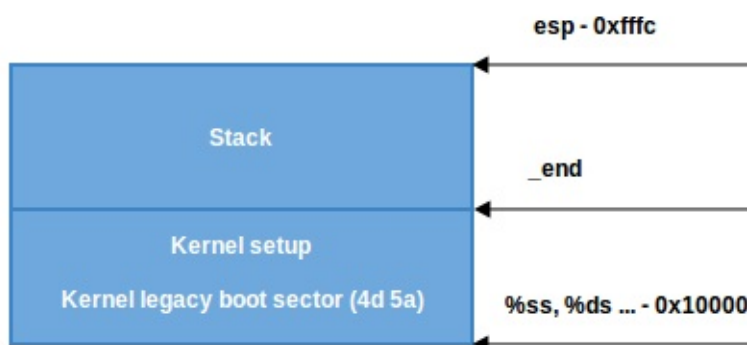 esp - 0xfffc
Stack
_end
Kernel setup
Kernel legacy boot sector (4d 5a)
%ss, %ds ... - 0x10000